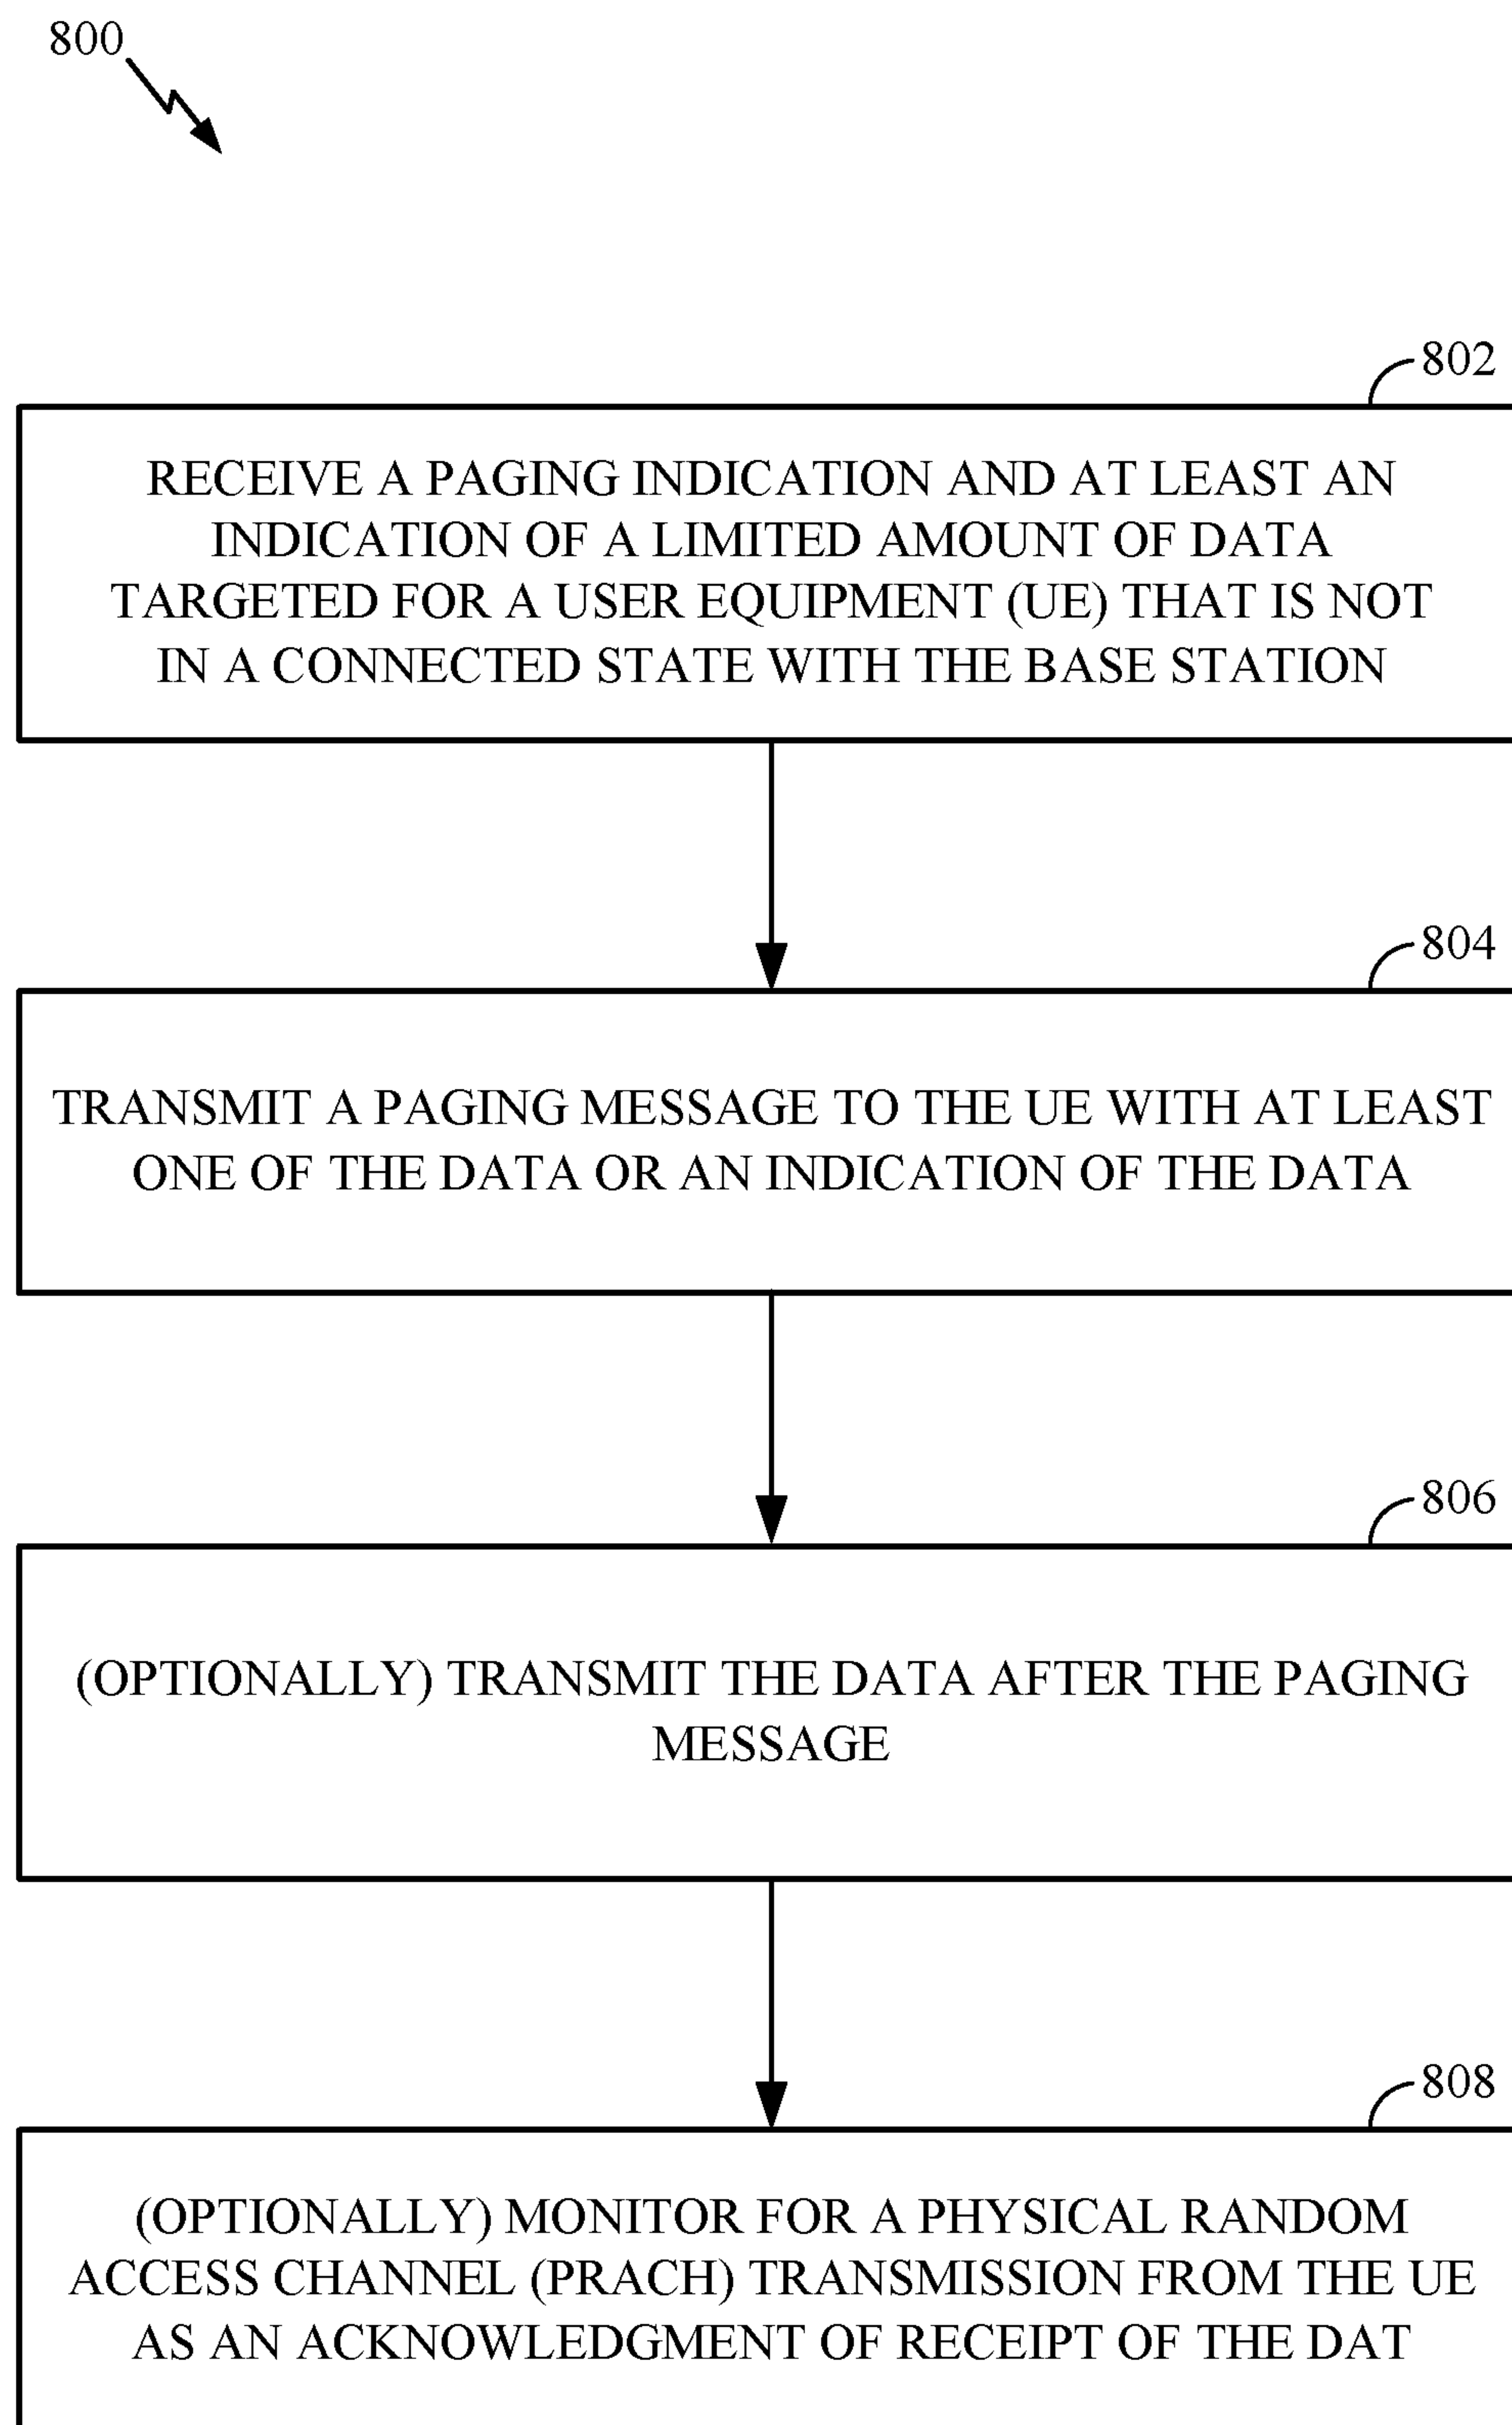 800
802
RECEIVE A PAGING INDICATION AND AT LEAST AN
INDICATION OF A LIMITED AMOUNT OF DATA
TARGETED FOR A USER EQUIPMENT (UE) THAT IS NOT
IN A CONNECTED STATE WITH THE BASE STATION
804
TRANSMIT A PAGING MESSAGE TO THE UE WITH AT LEAST
ONE OF THE DATA OR AN INDICATION OF THE DATA
806
(OPTIONALLY) TRANSMIT THE DATA AFTER THE PAGING
MESSAGE
808
(OPTIONALLY) MONITOR FOR A PHYSICAL RANDOM
ACCESS CHANNEL (PRACH) TRANSMISSION FROM THE UE
AS AN ACKNOWLEDGMENT OF RECEIPT OF THE DAT